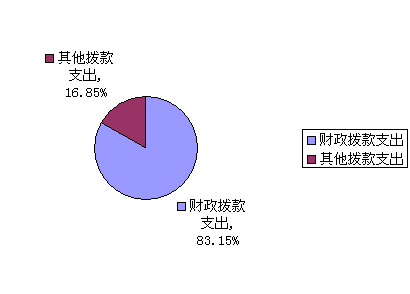 其他拨款
支出,
16.85%
财政拨款支出
其他拨款支出
财政拨款
支出,
83.15%